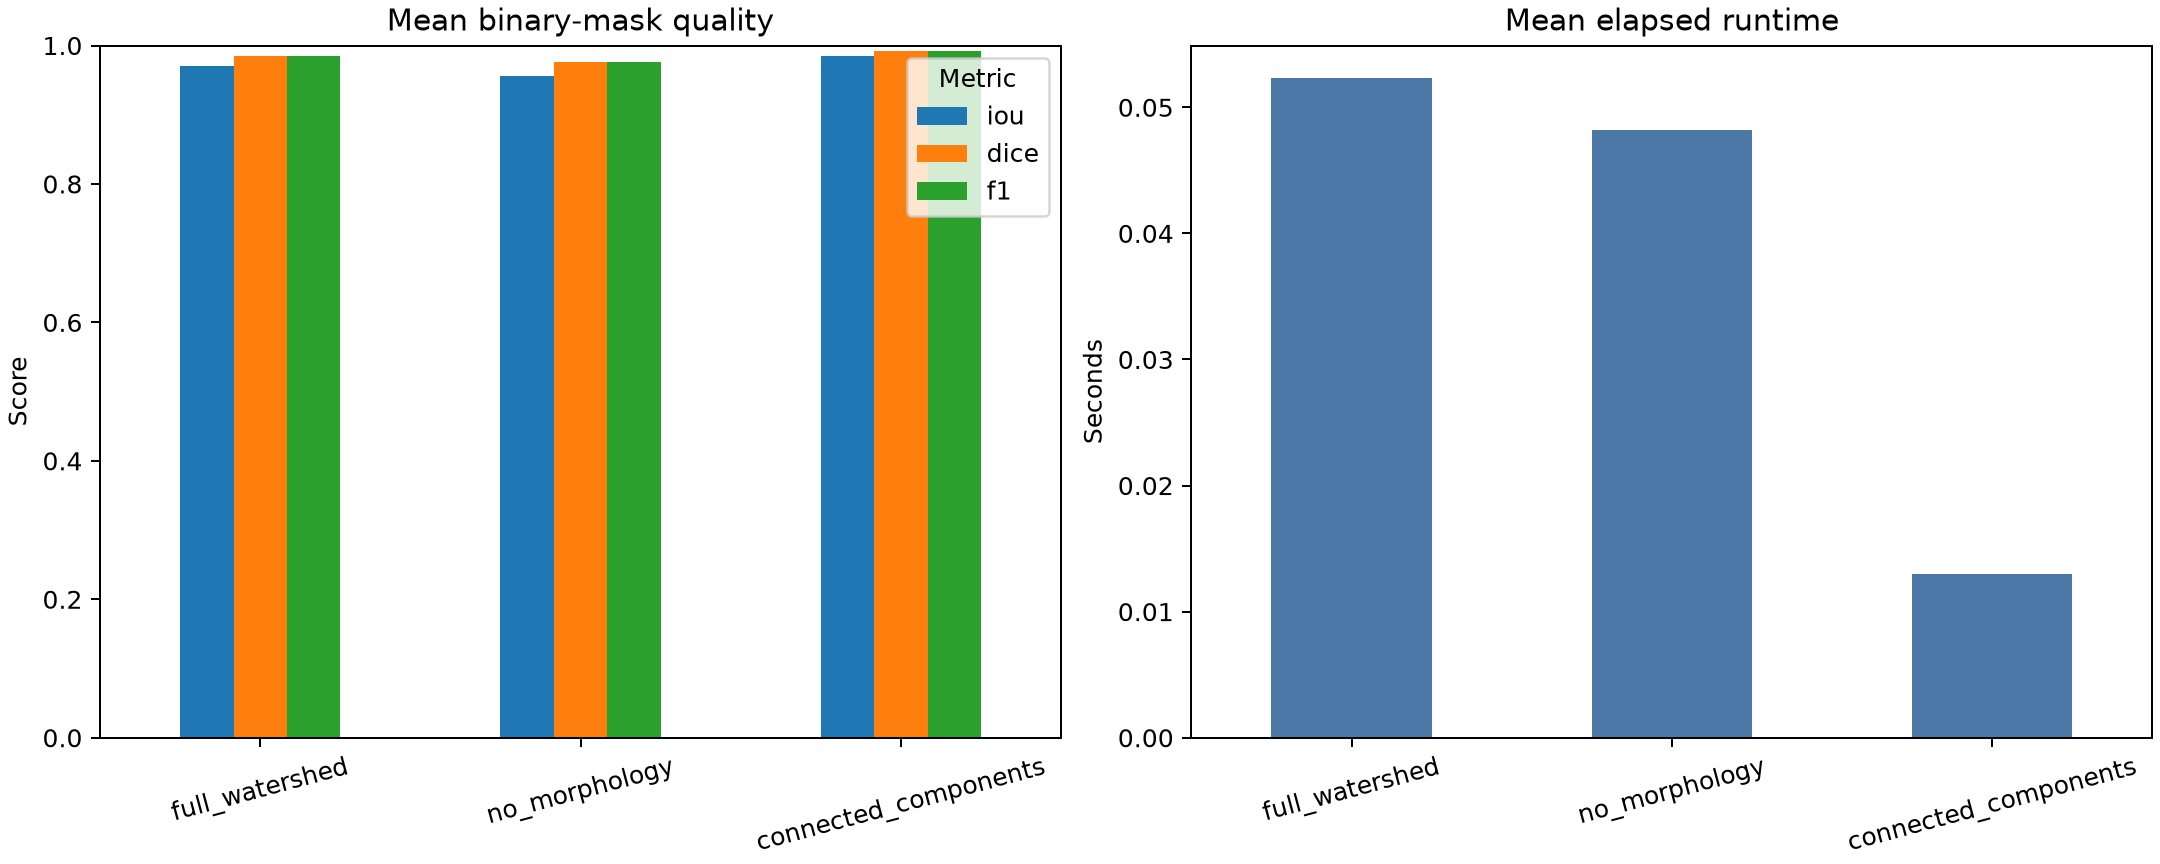 Mean binary-mask quality
Score
1.0
0.8
0.6
0.4
0.2
0.0
Metric
iou
dice
f1
full_watershed
no_morphology
connected_components
Mean elapsed runtime
Seconds
0.05
0.04
0.03
0.02
0.01
0.00
full_watershed
no_morphology
connected_components